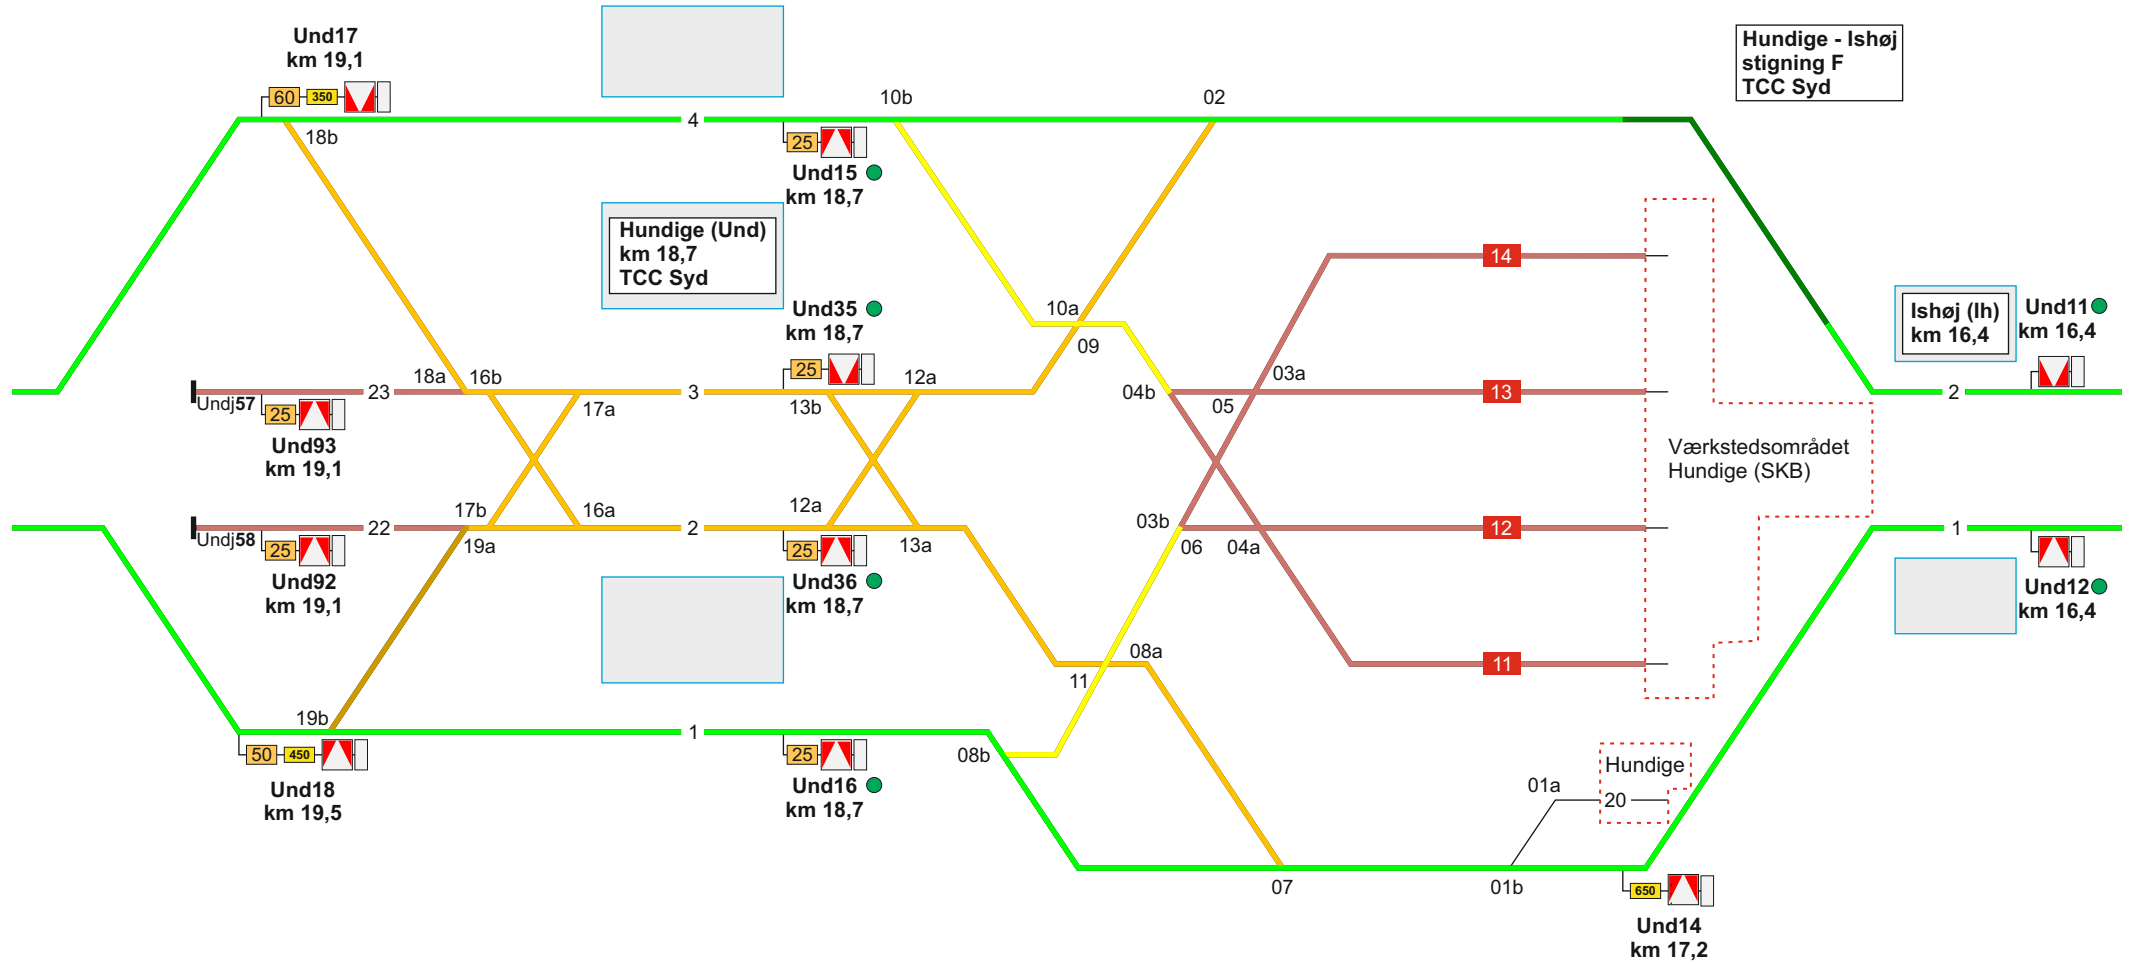 Und17
km 19,1
60
350
18b
4
10b
02
25
Und15
km 18,7
Hundige - Ishøj
stigning F
TCC Syd
Hundige (Und)
km 18,7
TCC Syd
Und35
km 18,7
25
14
10a
09
Ishøj (Ih)
km 16,4
Und11
km 16,4
18a
16b
23
Undj57
25
Und93
km 19,1
17a
3
13b
12a
04b
05
03a
13
2
Værkstedsområdet
Hundige (SKB)
17b
19a
22
Undj58
25
Und92
km 19,1
16a
2
12a
13a
25
Und36
km 18,7
03b
06
04a
12
1
Und12
km 16,4
08a
11
11
19b
50
450
Und18
km 19,5
1
25
Und16
km 18,7
08b
Hundige
01a
20
07
01b
650
Und14
km 17,2